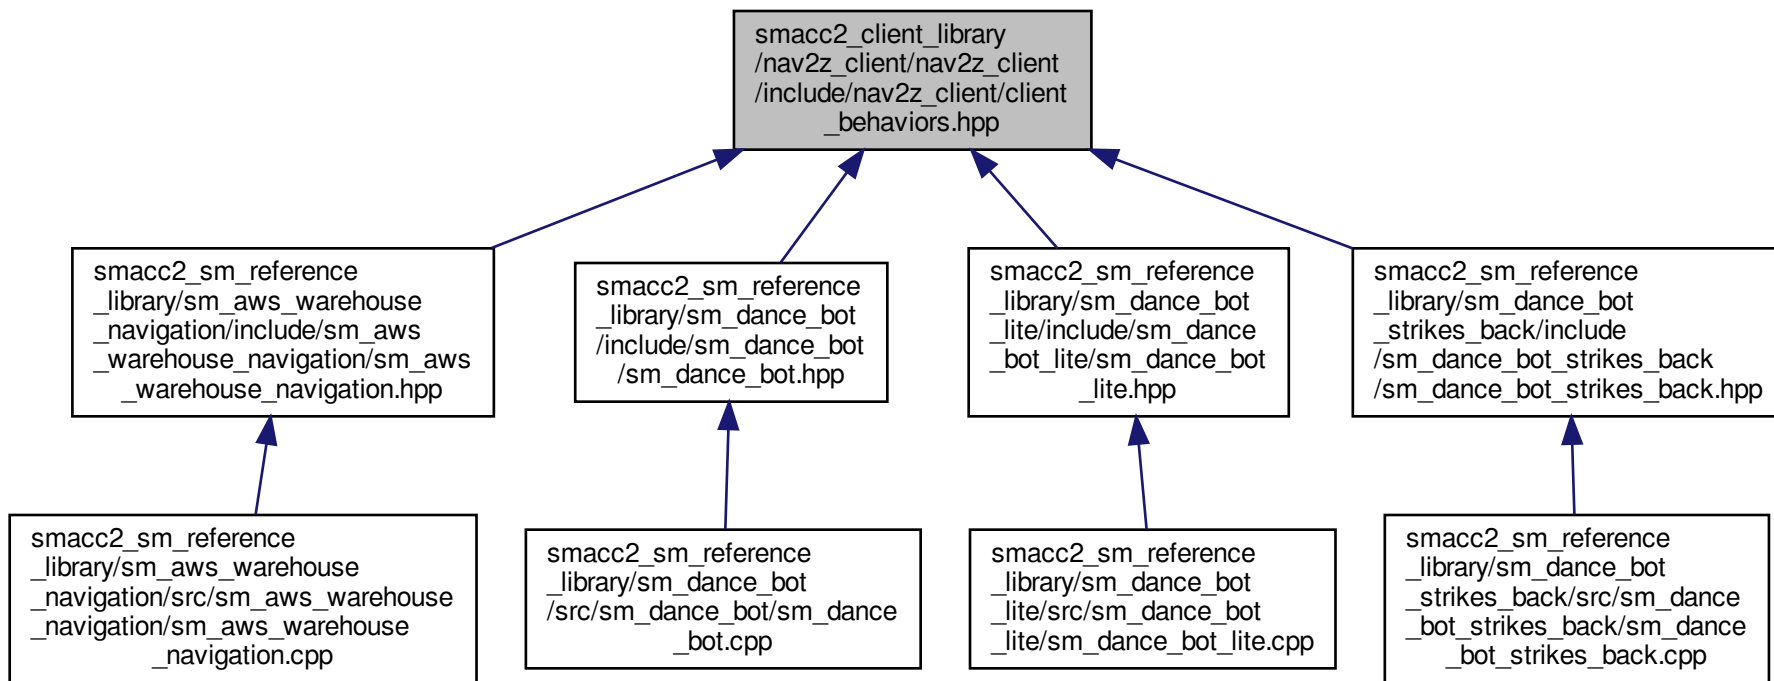 smacc2_client_library
/nav2z_client/nav2z_client
/include/nav2z_client/client
_behaviors.hpp
smacc2_sm_reference
_library/sm_aws_warehouse
_navigation/include/sm_aws
_warehouse_navigation/sm_aws
_warehouse_navigation.hpp
smacc2_sm_reference
_library/sm_dance_bot
/include/sm_dance_bot
/sm_dance_bot.hpp
smacc2_sm_reference
_library/sm_dance_bot
_lite/include/sm_dance
_bot_lite/sm_dance_bot
_lite.hpp
smacc2_sm_reference
_library/sm_dance_bot
_strikes_back/include
/sm_dance_bot_strikes_back
/sm_dance_bot_strikes_back.hpp
smacc2_sm_reference
_library/sm_aws_warehouse
_navigation/src/sm_aws_warehouse
_navigation/sm_aws_warehouse
_navigation.cpp
smacc2_sm_reference
_library/sm_dance_bot
/src/sm_dance_bot/sm_dance
_bot.cpp
smacc2_sm_reference
_library/sm_dance_bot
_lite/src/sm_dance_bot
_lite/sm_dance_bot_lite.cpp
smacc2_sm_reference
_library/sm_dance_bot
_strikes_back/src/sm_dance
_bot_strikes_back/sm_dance
_bot_strikes_back.cpp